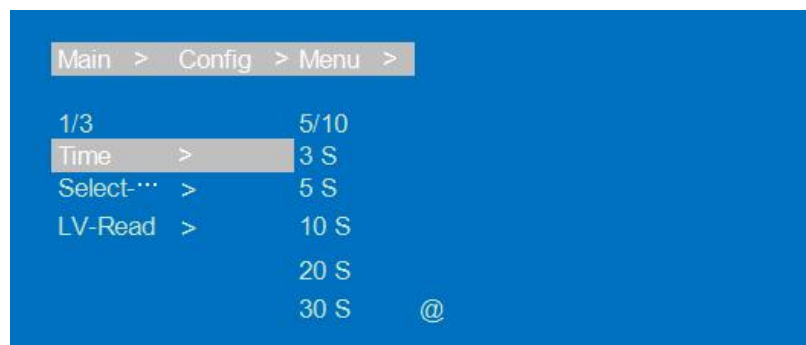 Main > Config > Menu >
1/3 5/10
Time > 3 S
Select-··· > 5 S
LV-Read > 10 S
20 S
30 S @